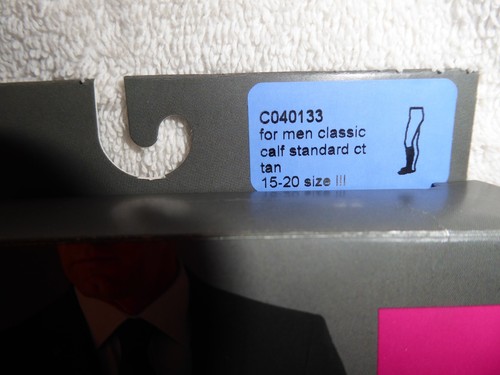 C040133
for men classic
calf standard ct
tan
15-20 size III